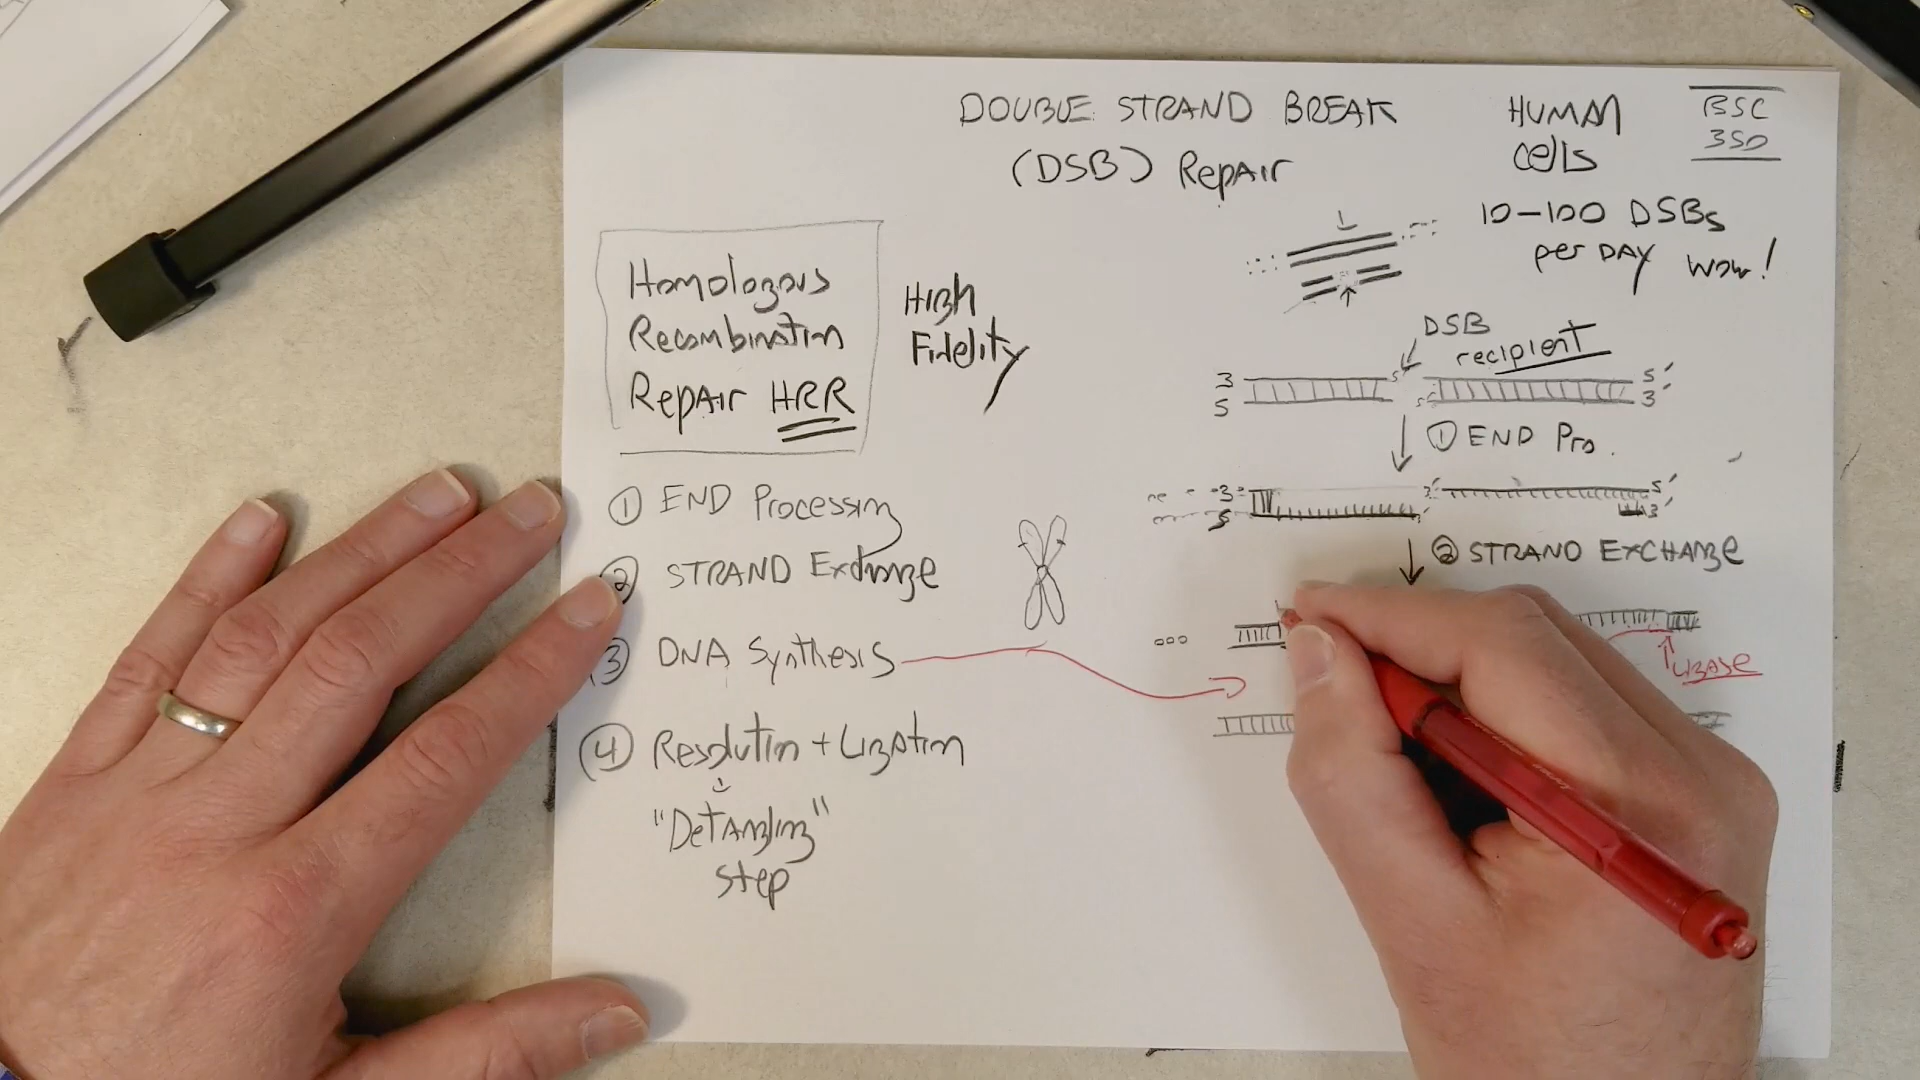 DOUBLE STRAND BREAK
(DSB) Repair
HUMAN
cells
BSC
350
10-100 DSBs
per DAY wow!
Homologous
Recombination
Repair HRR
High
Fidelity
DSB
recipient
3
5
5'
3'
① END Pro.
3
5
5'
3'
② STRAND EXCHANGE
Ligase
① END Processing
② STRAND Exchange
3 DNA Synthesis
④ Resolution + Ligation
"Detangling"
step